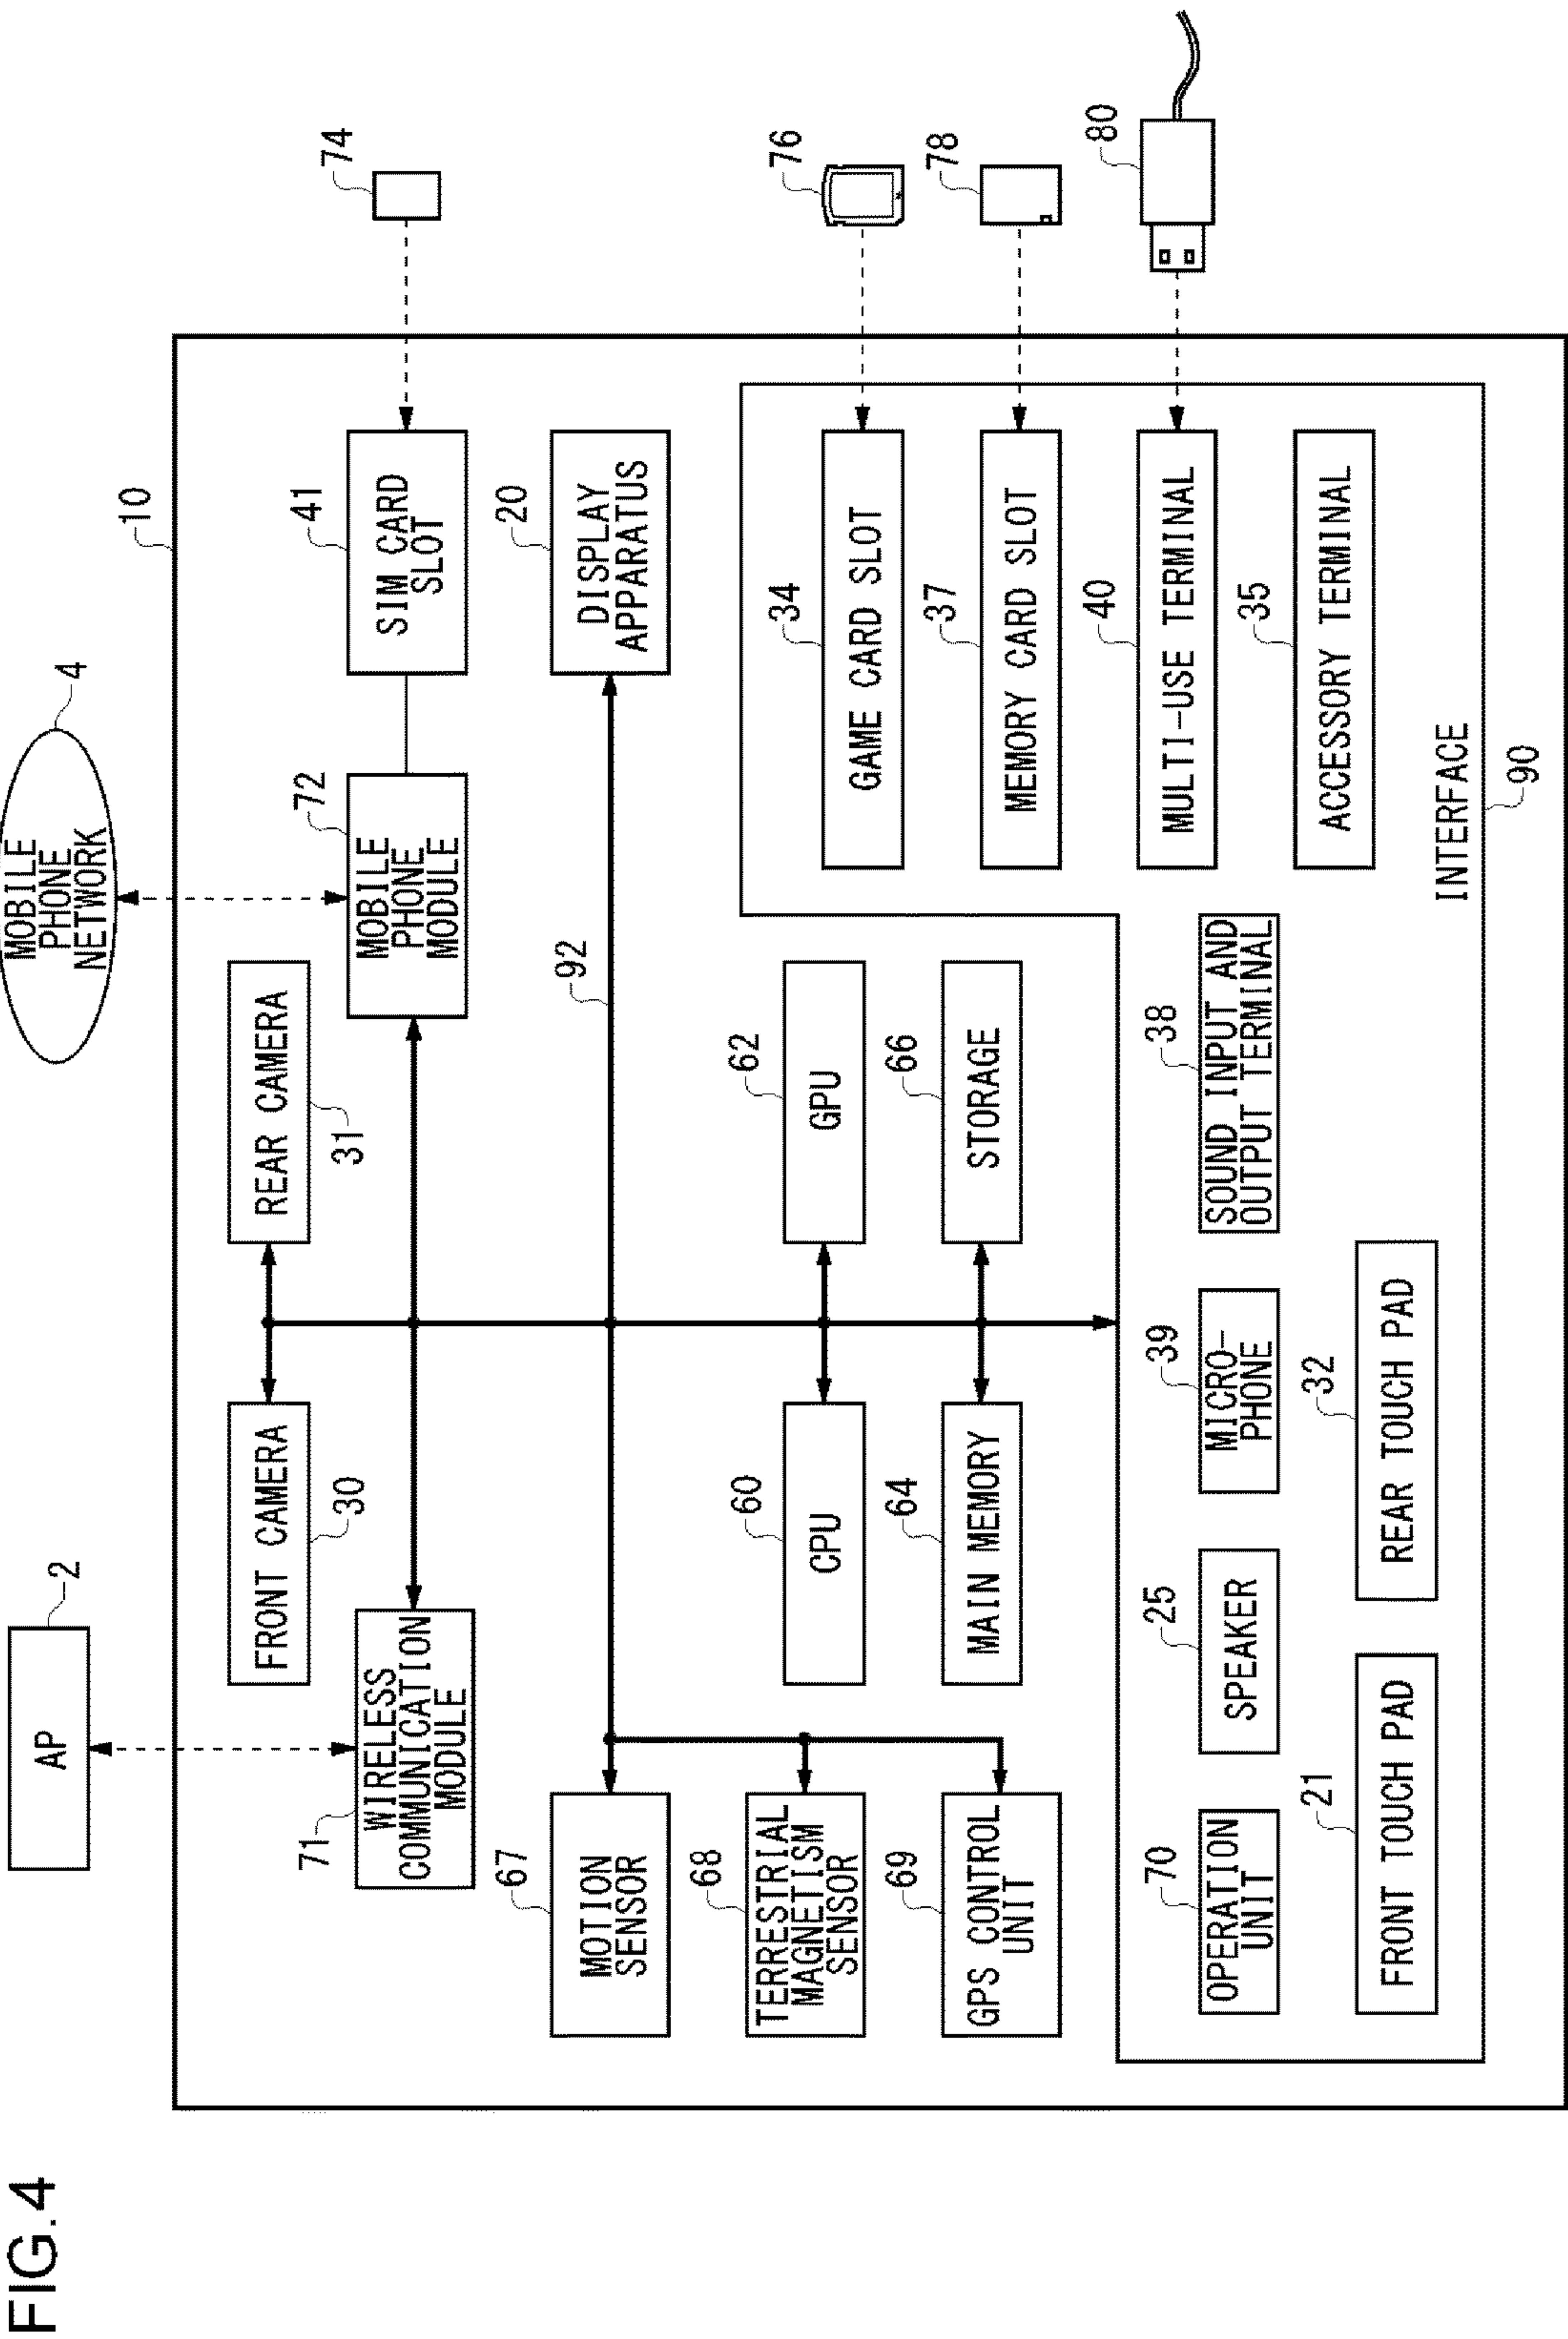 FIG.4
AP
2
MOBILE
PHONE
NETWORK
4
10
FRONT CAMERA
30
REAR CAMERA
31
71
WIRELESS
COMMUNICATION
MODULE
72
MOBILE
PHONE
MODULE
41
SIM CARD
SLOT
74
67
MOTION
SENSOR
92
20
DISPLAY
APPARATUS
68
TERRESTRIAL
MAGNETISM
SENSOR
60
CPU
62
GPU
69
GPS CONTROL
UNIT
64
MAIN MEMORY
66
STORAGE
34
GAME CARD SLOT
76
37
MEMORY CARD SLOT
78
40
MULTI-USE TERMINAL
80
35
ACCESSORY TERMINAL
70
OPERATION
UNIT
25
SPEAKER
39
MICRO-
PHONE
38
SOUND INPUT AND
OUTPUT TERMINAL
21
FRONT TOUCH PAD
32
REAR TOUCH PAD
INTERFACE
90